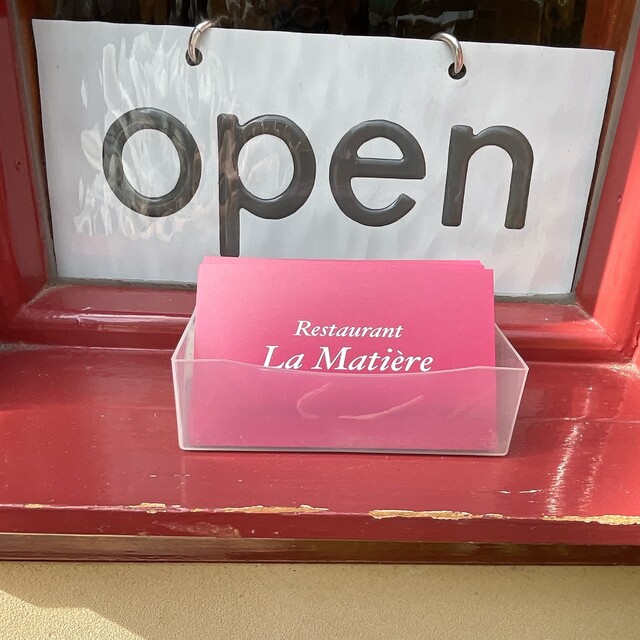 open
Restaurant
La Matière